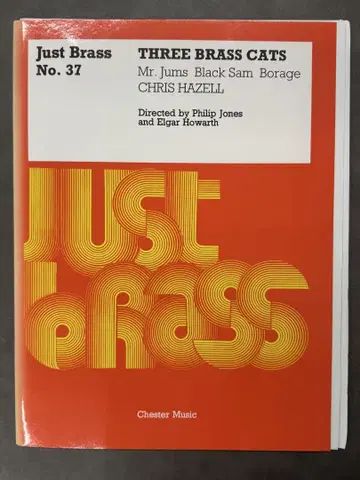 Just Brass
No. 37
THREE BRASS CATS
Mr. Jums Black Sam Borage
CHRIS HAZELL
Directed by Philip Jones
and Elgar Howarth
Just
bRass
Chester Music